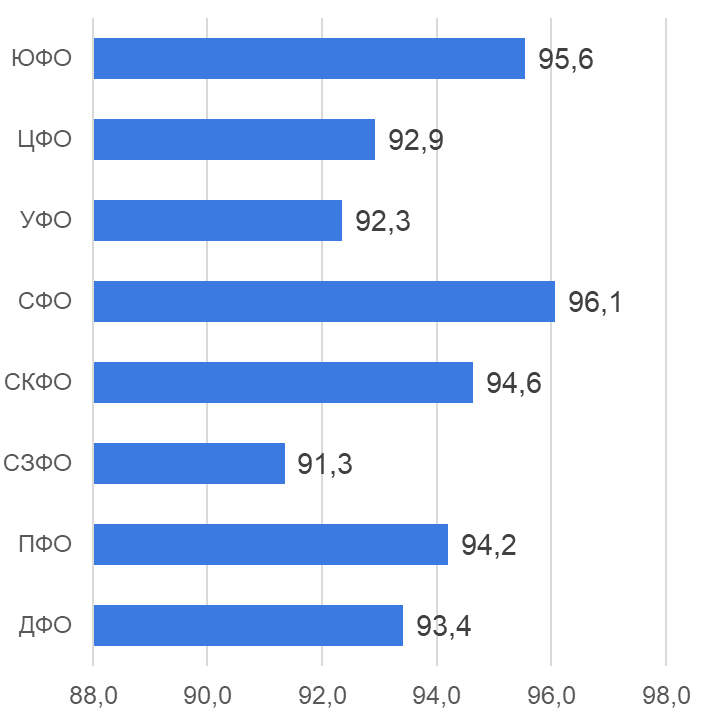 ЮФО 95,6
ЦФО 92,9
УФО 92,3
СФО 96,1
СКФО 94,6
СЗФО 91,3
ПФО 94,2
ДФО 93,4
88,0 90,0 92,0 94,0 96,0 98,0